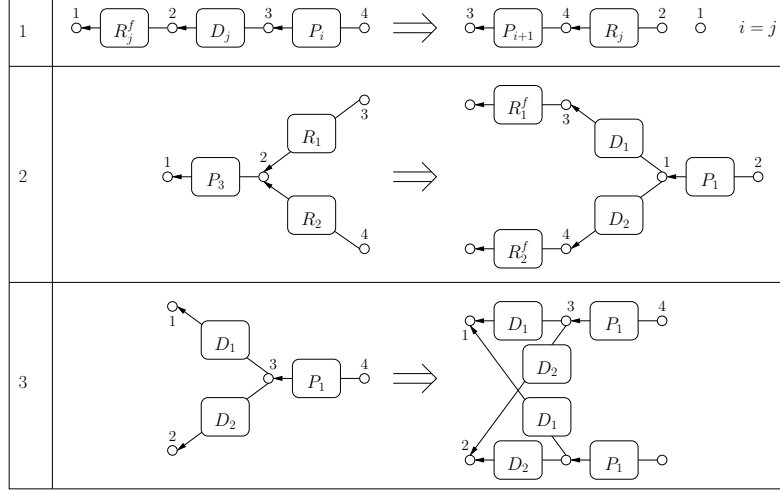 1 1 R_j^f 2 D_j 3 P_i 4 ⟹ 3 P_{i+1} 4 R_j 2 1 i = j
2 1 P_3 2 R_1 3 R_2 4 ⟹ R_1^f 3 D_1 1 P_1 2 D_2 4 R_2^f
3 1 D_1 3 P_1 4 D_2 2 ⟹ 1 D_1 3 P_1 4 D_2 D_1 2 D_2 P_1